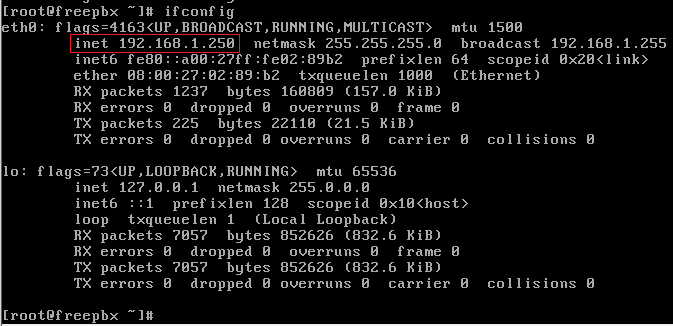 [root@freepbx ~]# ifconfig
eth0: flags=4163<UP,BROADCAST,RUNNING,MULTICAST>  mtu 1500
inet 192.168.1.250  netmask 255.255.255.0  broadcast 192.168.1.255
inet6 fe80::a00:27ff:fe02:89b2  prefixlen 64  scopeid 0x20<link>
ether 08:00:27:02:89:b2  txqueuelen 1000  (Ethernet)
RX packets 1237  bytes 160809 (157.0 KiB)
RX errors 0  dropped 0  overruns 0  frame 0
TX packets 225  bytes 22110 (21.5 KiB)
TX errors 0  dropped 0 overruns 0  carrier 0  collisions 0
lo: flags=73<UP,LOOPBACK,RUNNING>  mtu 65536
inet 127.0.0.1  netmask 255.0.0.0
inet6 ::1  prefixlen 128  scopeid 0x10<host>
loop  txqueuelen 1  (Local Loopback)
RX packets 7057  bytes 852626 (832.6 KiB)
RX errors 0  dropped 0  overruns 0  frame 0
TX packets 7057  bytes 852626 (832.6 KiB)
TX errors 0  dropped 0 overruns 0  carrier 0  collisions 0
[root@freepbx ~]#